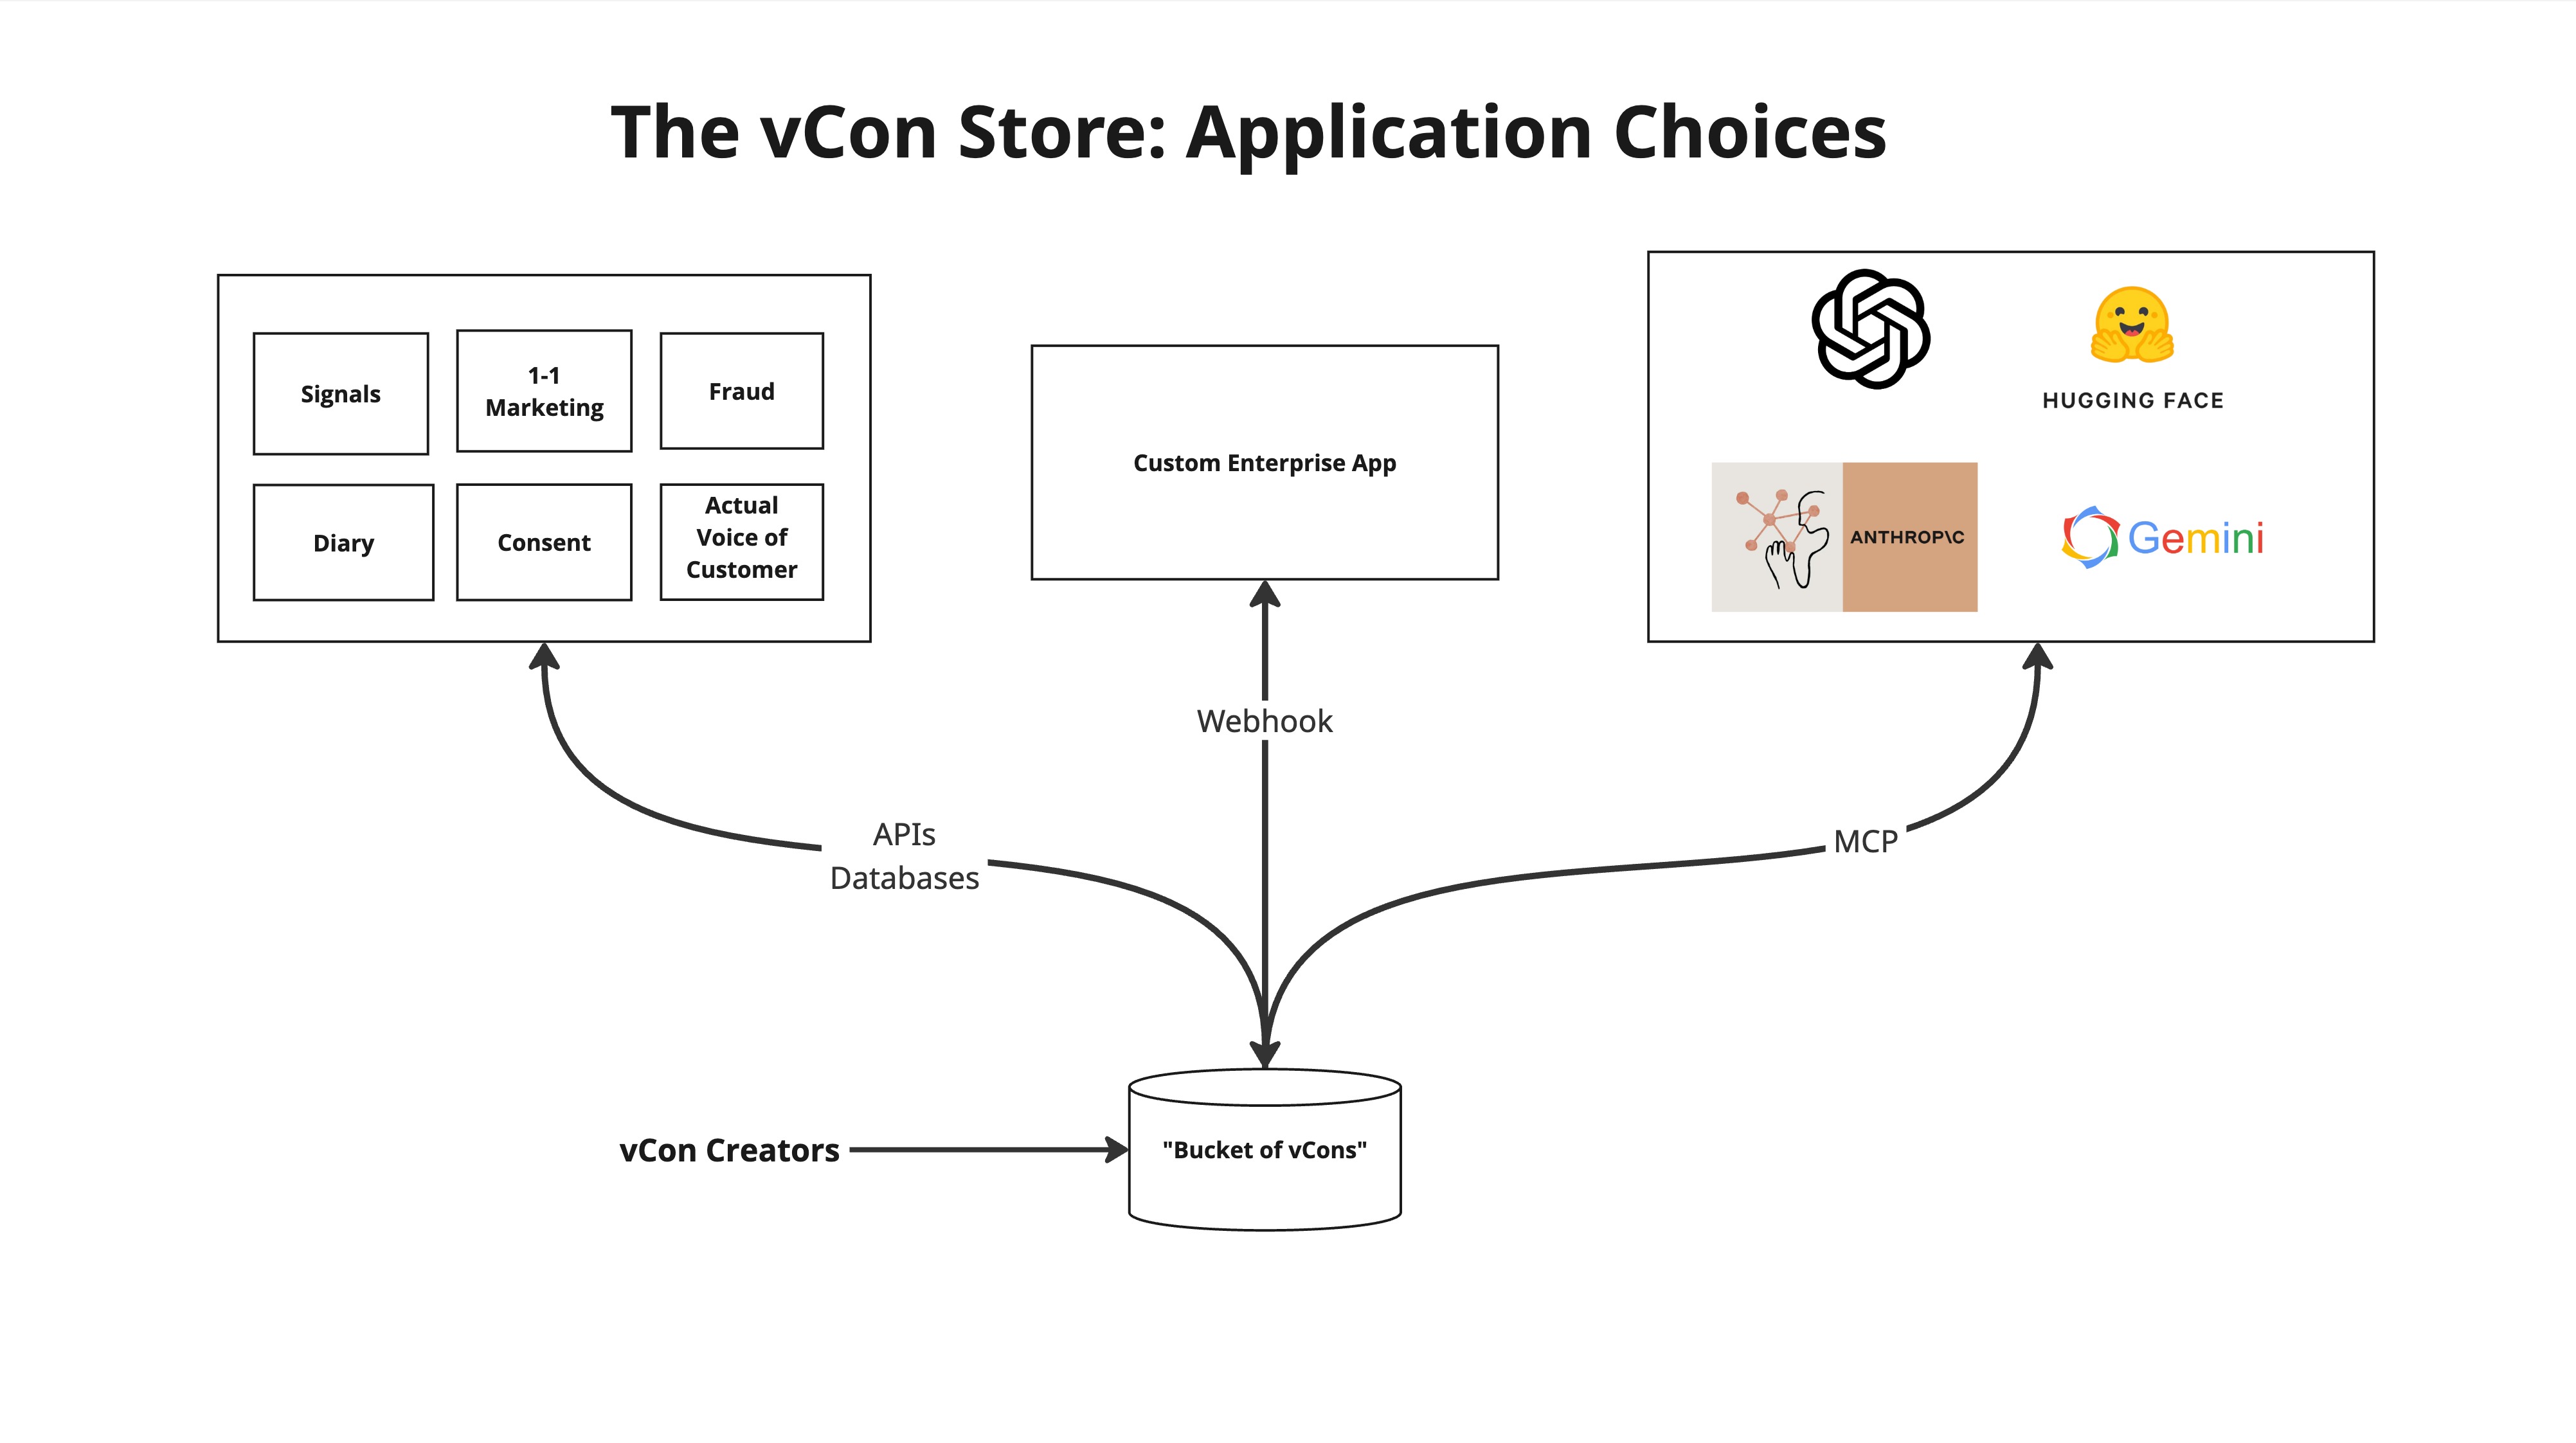 The vCon Store: Application Choices
Signals
1-1
Marketing
Fraud
Diary
Consent
Actual
Voice of
Customer
Custom Enterprise App
HUGGING FACE
ANTHROP\C
Gemini
Webhook
APIs
Databases
MCP
vCon Creators
"Bucket of vCons"